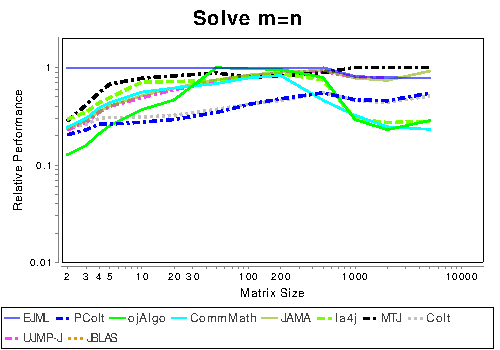 Solve m=n
Relative Performance
1
0.1
0.01
2 3 4 5 10 20 30 100 200 1000 10000
Matrix Size
EJML PColt ojAlgo CommMath JAMA la4j MTJ Colt
UJMP-J JBLAS